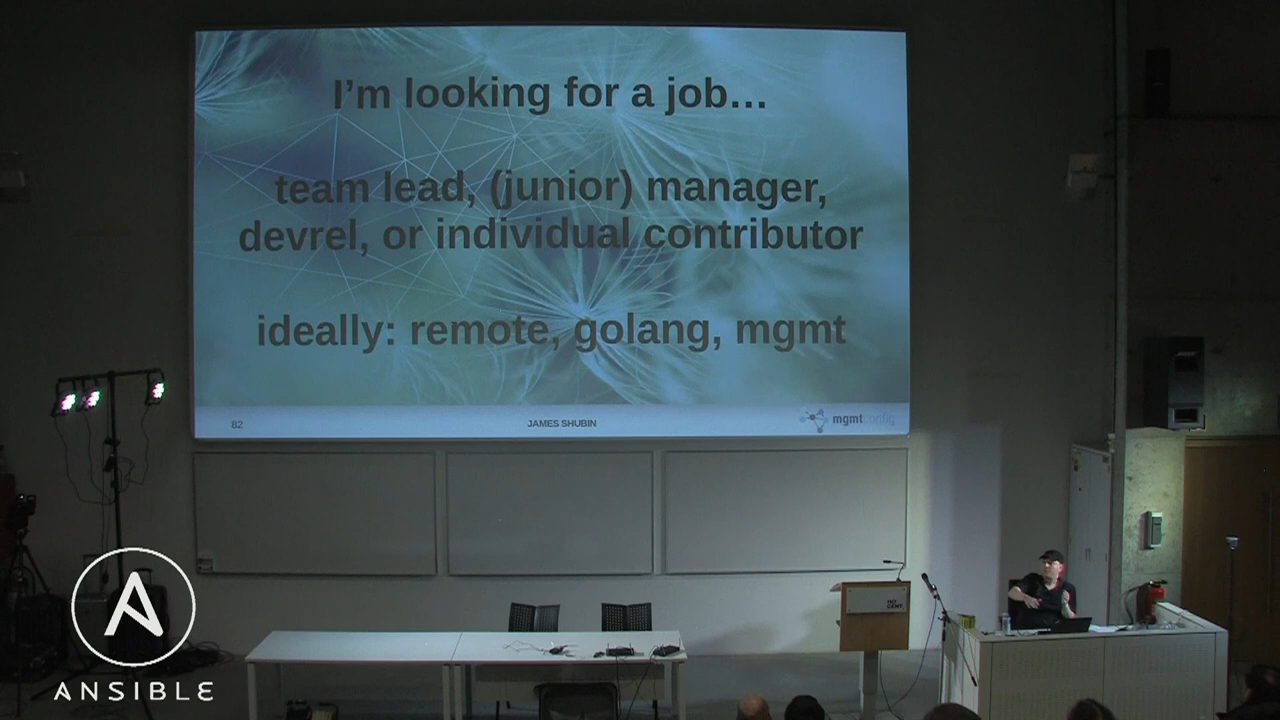 I'm looking for a job...
team lead, (junior) manager,
devrel, or individual contributor
ideally: remote, golang, mgmt
82
JAMES SHUBIN
mgmtconfig
ANSIBLE